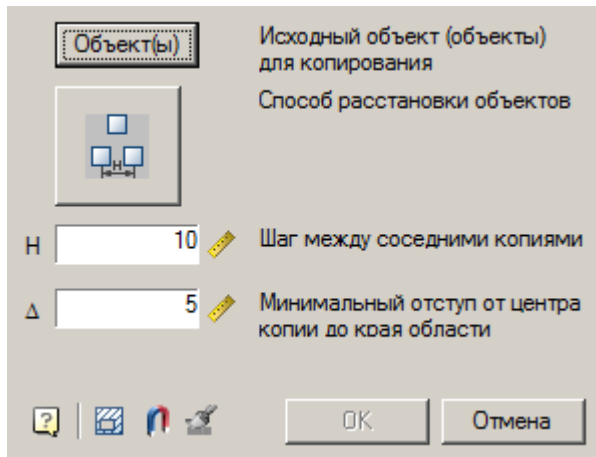 Объект(ы)
Исходный объект (объекты)
для копирования
Способ расстановки объектов
H
H 10 Шаг между соседними копиями
Δ 5 Минимальный отступ от центра
копии до края области
OK Отмена